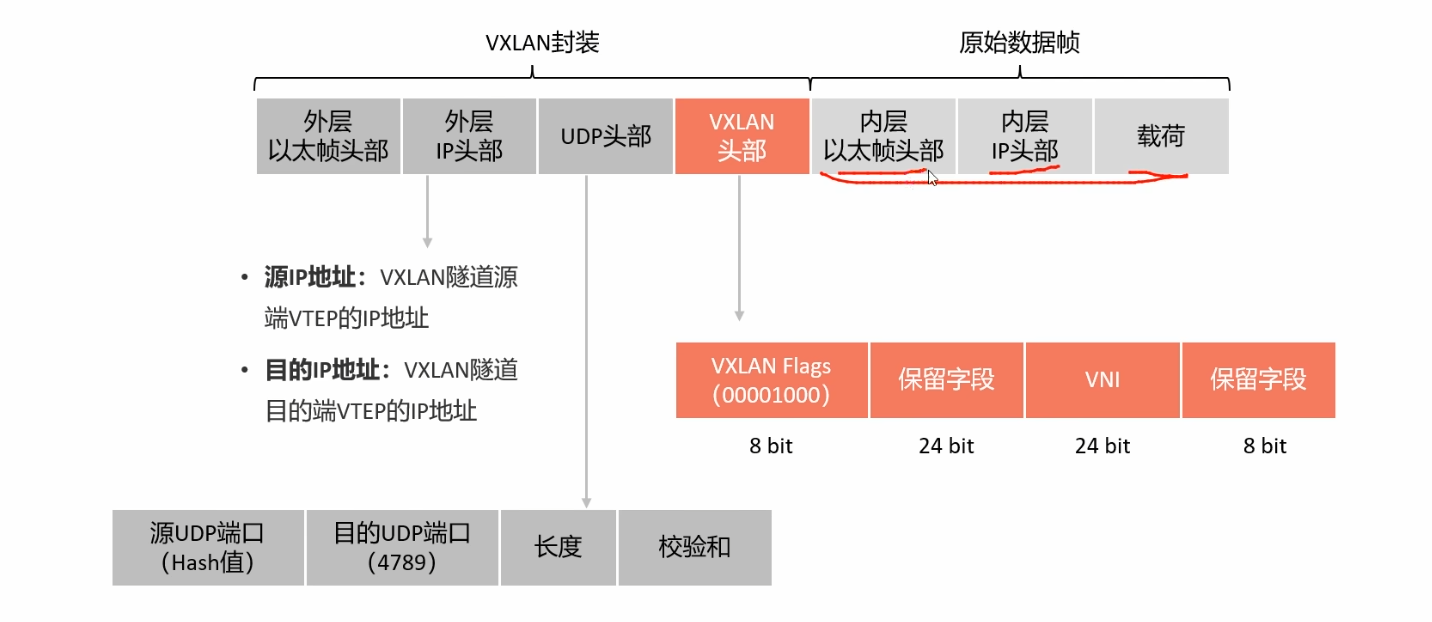 VXLAN封装
原始数据帧
外层
以太帧头部
外层
IP头部
UDP头部
VXLAN
头部
内层
以太帧头部
内层
IP头部
载荷
• 源IP地址：VXLAN隧道源
端VTEP的IP地址
• 目的IP地址：VXLAN隧道
目的端VTEP的IP地址
VXLAN Flags
（00001000）
保留字段
VNI
保留字段
8 bit
24 bit
24 bit
8 bit
源UDP端口
（Hash值）
目的UDP端口
（4789）
长度
校验和